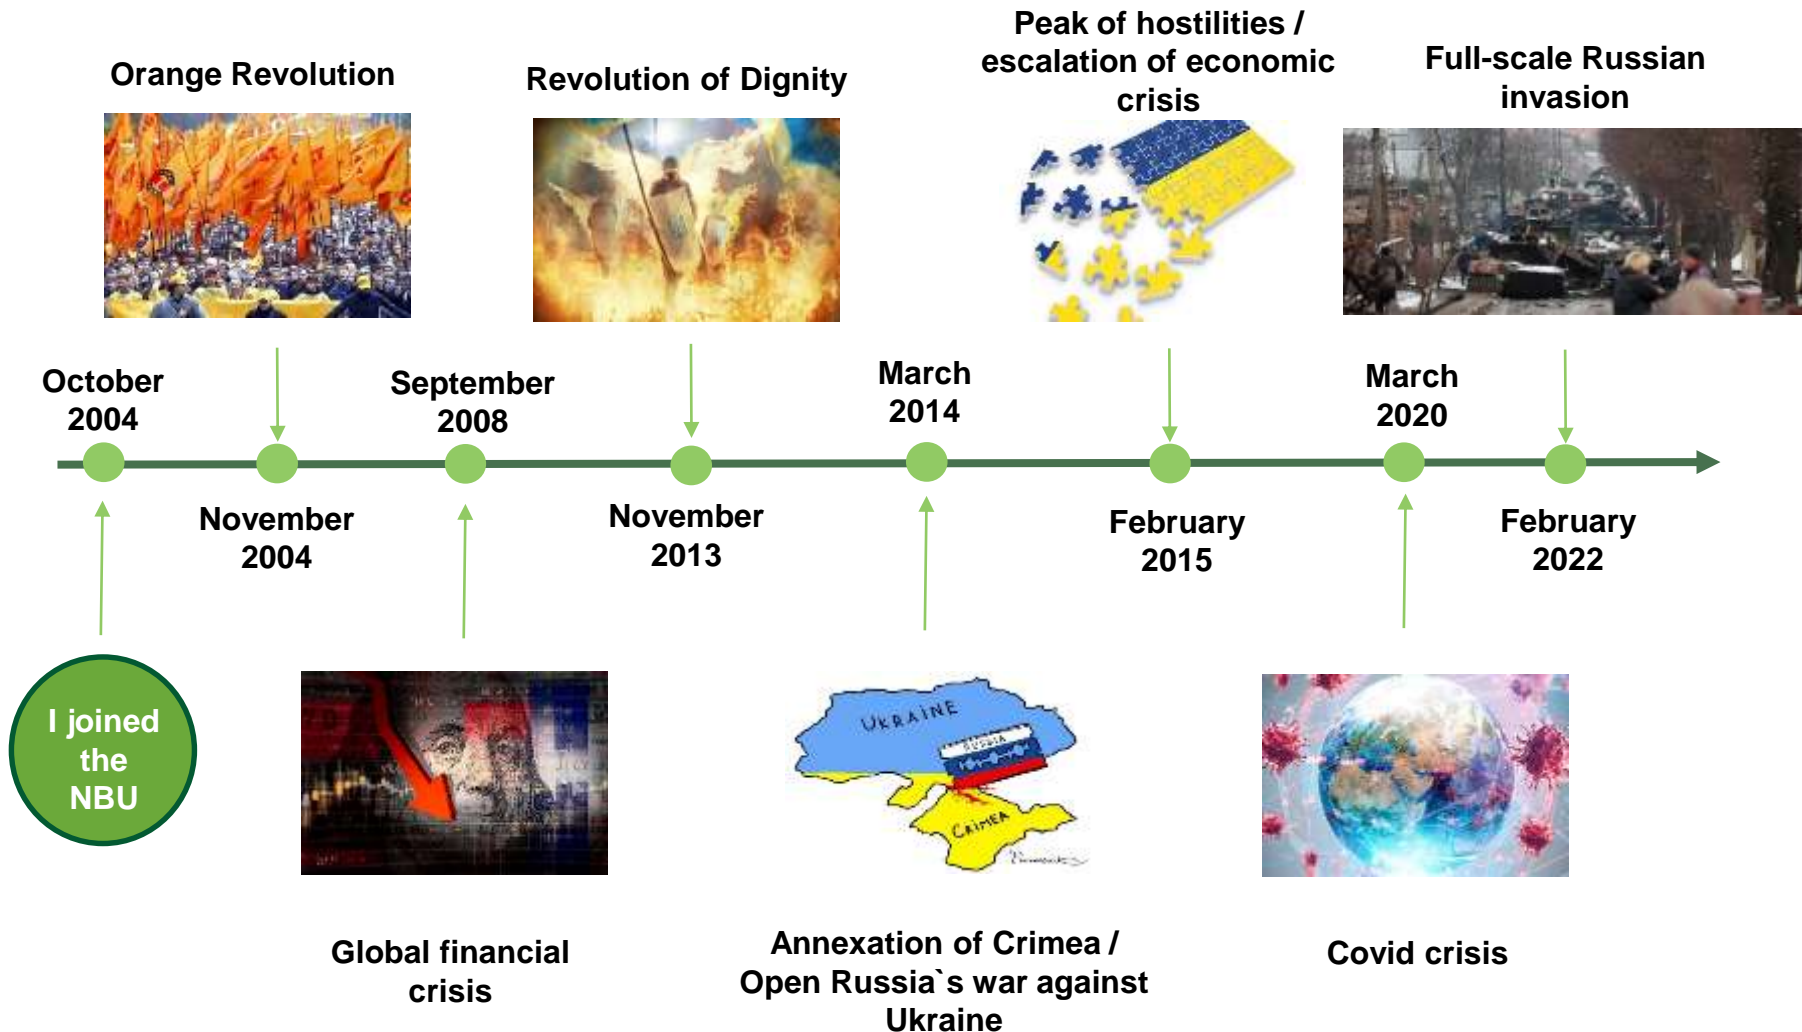 Orange Revolution
Revolution of Dignity
Peak of hostilities /
escalation of economic
crisis
Full-scale Russian
invasion
October
2004
September
2008
March
2014
March
2020
November
2004
November
2013
February
2015
February
2022
I joined
the
NBU
UKRAINE
RUSSIA
CRIMEA
Global financial
crisis
Annexation of Crimea /
Open Russia`s war against
Ukraine
Covid crisis